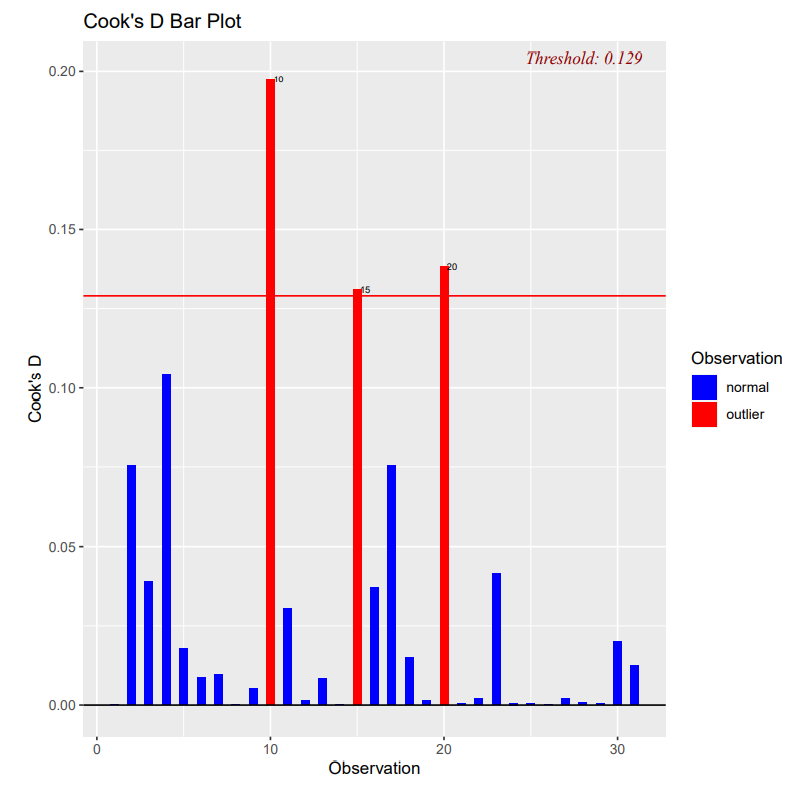 Cook's D Bar Plot
Threshold: 0.129
0.20
0.15
0.10
0.05
0.00
Cook's D
10
15
20
0
10
20
30
Observation
Observation
normal
outlier